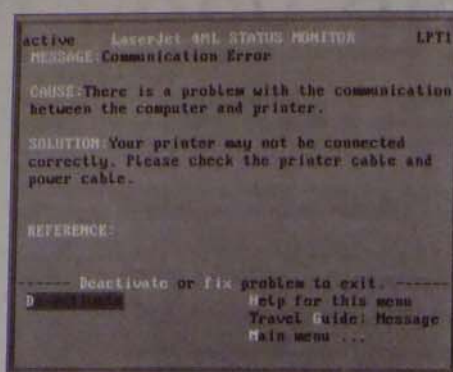 active LaserJet 4ML STATUS MONITOR LPT1
MESSAGE:Communication Error
CAUSE:There is a problem with the communication
between the computer and printer.
SOLUTION:Your printer may not be connected
correctly. Please check the printer cable and
power cable.
REFERENCE:
------ Deactivate or fix problem to exit. ------
Deactivate Help for this menu
Travel Guide: Message
Main menu ...